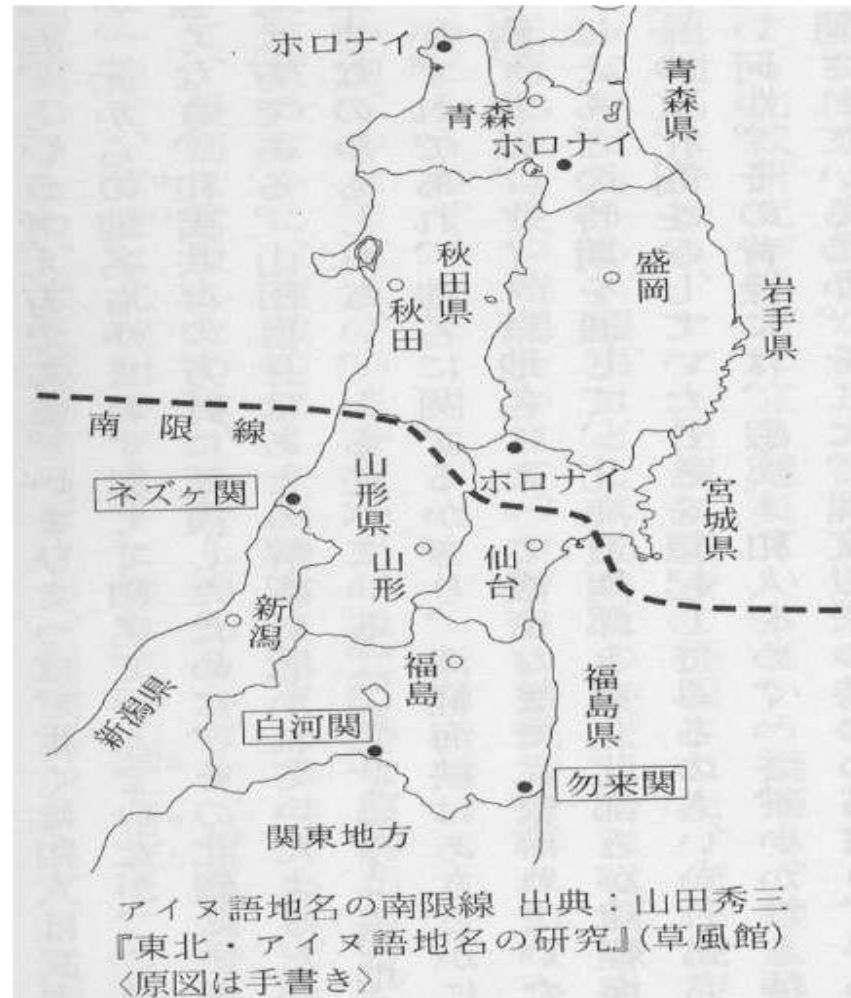 ホロナイ
青森県
青森
ホロナイ
秋田県
秋田
盛岡
岩手県
南限線
ホロナイ
ネズヶ関
山形県
山形
宮城県
仙台
新潟
新潟県
福島
福島県
白河関
勿来関
関東地方
アイヌ語地名の南限線 出典:山田秀三
『東北・アイヌ語地名の研究』(草風館)
〈原図は手書き〉